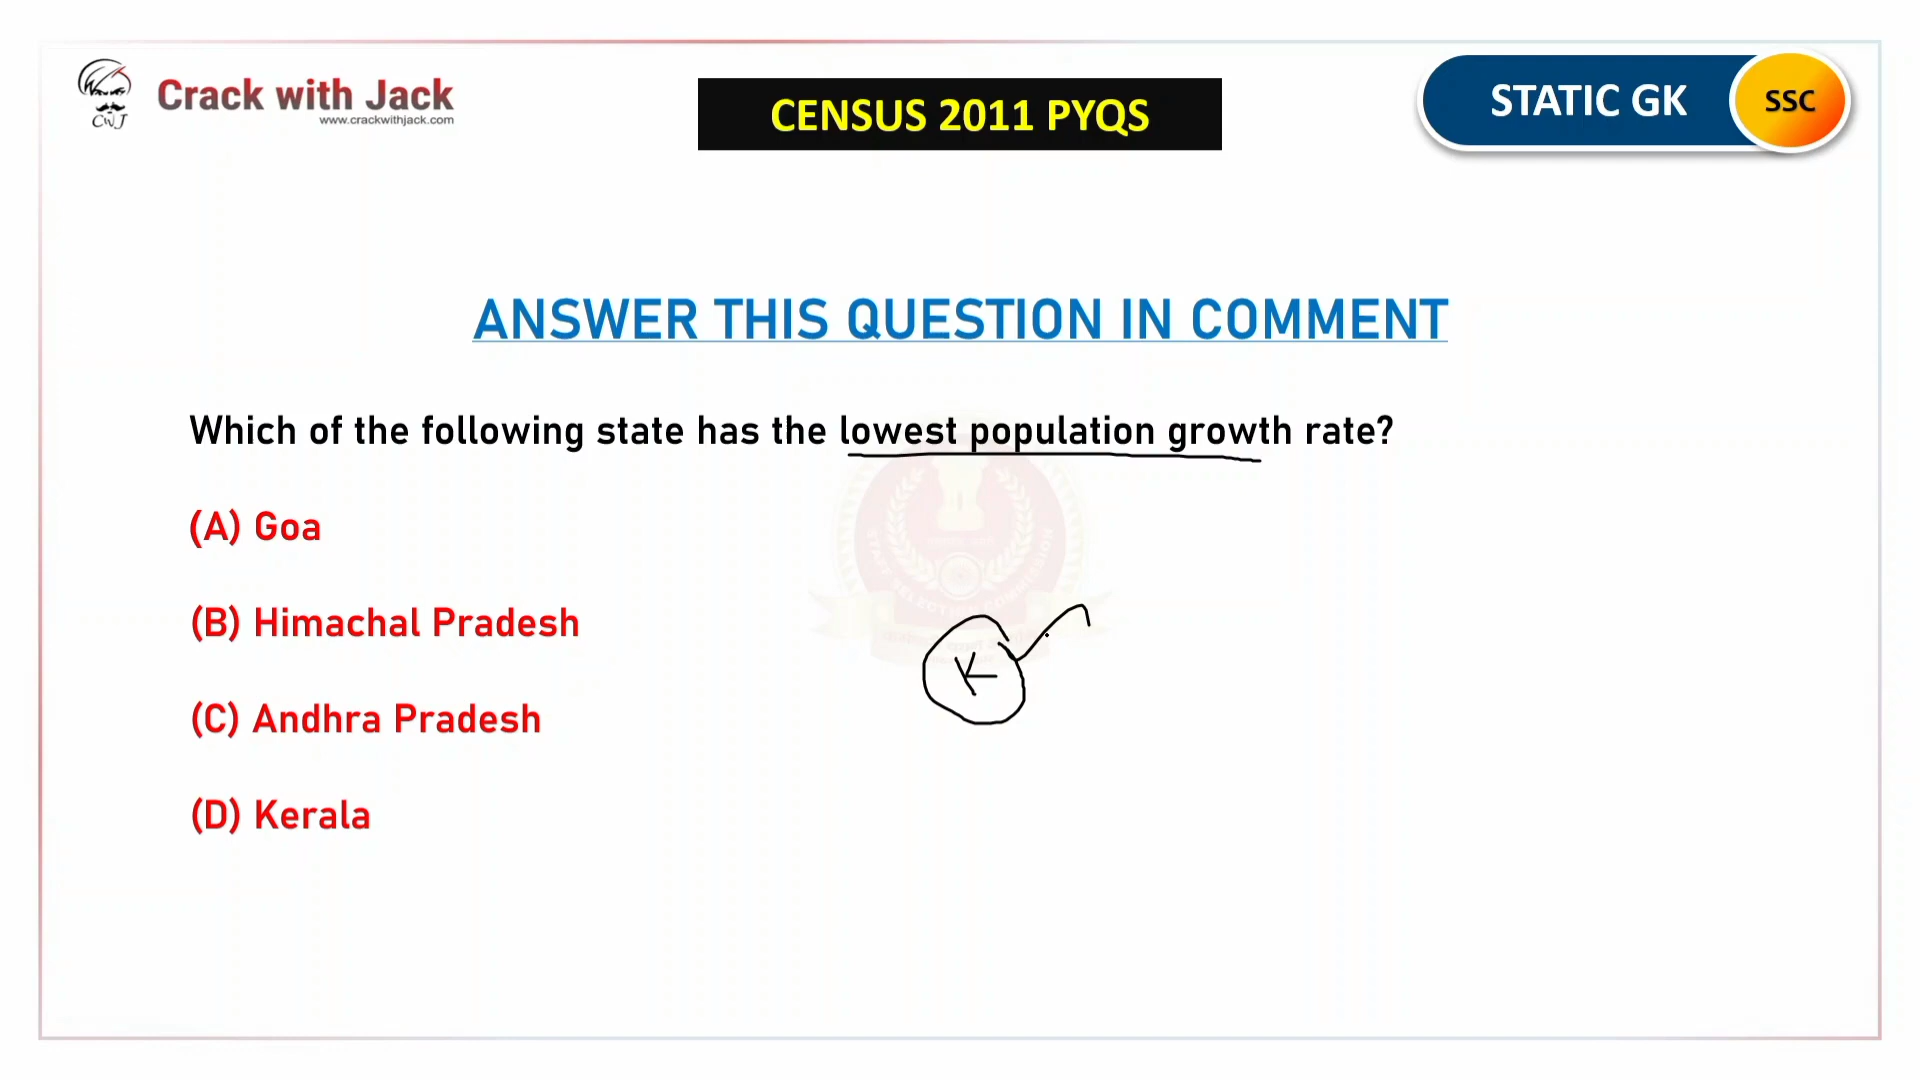 Crack with Jack
www.crackwithjack.com
CWJ
CENSUS 2011 PYQS
STATIC GK
SSC
ANSWER THIS QUESTION IN COMMENT
Which of the following state has the lowest population growth rate?
(A) Goa
(B) Himachal Pradesh
(C) Andhra Pradesh
(D) Kerala
K